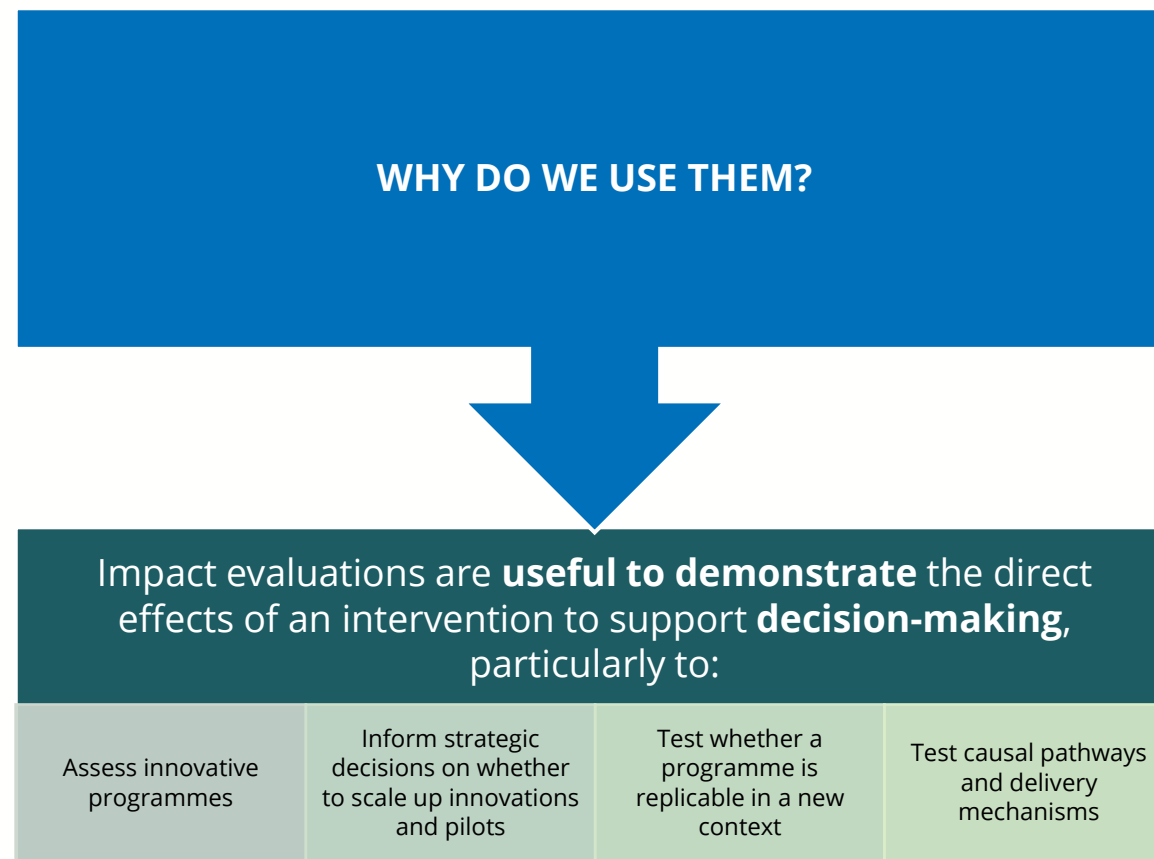 WHY DO WE USE THEM?
Impact evaluations are useful to demonstrate the direct
effects of an intervention to support decision-making,
particularly to:
Assess innovative
programmes
Inform strategic
decisions on whether
to scale up innovations
and pilots
Test whether a
programme is
replicable in a new
context
Test causal pathways
and delivery
mechanisms